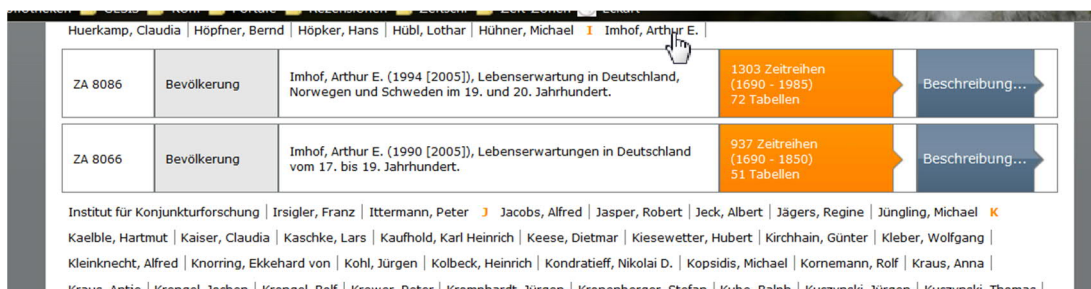 Huerkamp, Claudia | Höpfner, Bernd | Höpker, Hans | Hübl, Lothar | Hühner, Michael I Imhof, Arthur E. |
ZA 8086
Bevölkerung
Imhof, Arthur E. (1994 [2005]), Lebenserwartung in Deutschland,
Norwegen und Schweden im 19. und 20. Jahrhundert.
1303 Zeitreihen
(1690 - 1985)
72 Tabellen
Beschreibung...
ZA 8066
Bevölkerung
Imhof, Arthur E. (1990 [2005]), Lebenserwartungen in Deutschland
vom 17. bis 19. Jahrhundert.
937 Zeitreihen
(1690 - 1850)
51 Tabellen
Beschreibung...
Institut für Konjunkturforschung | Irsigler, Franz | Ittermann, Peter J Jacobs, Alfred | Jasper, Robert | Jeck, Albert | Jägers, Regine | Jüngling, Michael K
Kaelble, Hartmut | Kaiser, Claudia | Kaschke, Lars | Kaufhold, Karl Heinrich | Keese, Dietmar | Kiesewetter, Hubert | Kirchhain, Günter | Kleber, Wolfgang |
Kleinknecht, Alfred | Knorring, Ekkehard von | Kohl, Jürgen | Kolbeck, Heinrich | Kondratieff, Nikolai D. | Kopsidis, Michael | Kornemann, Rolf | Kraus, Anna |